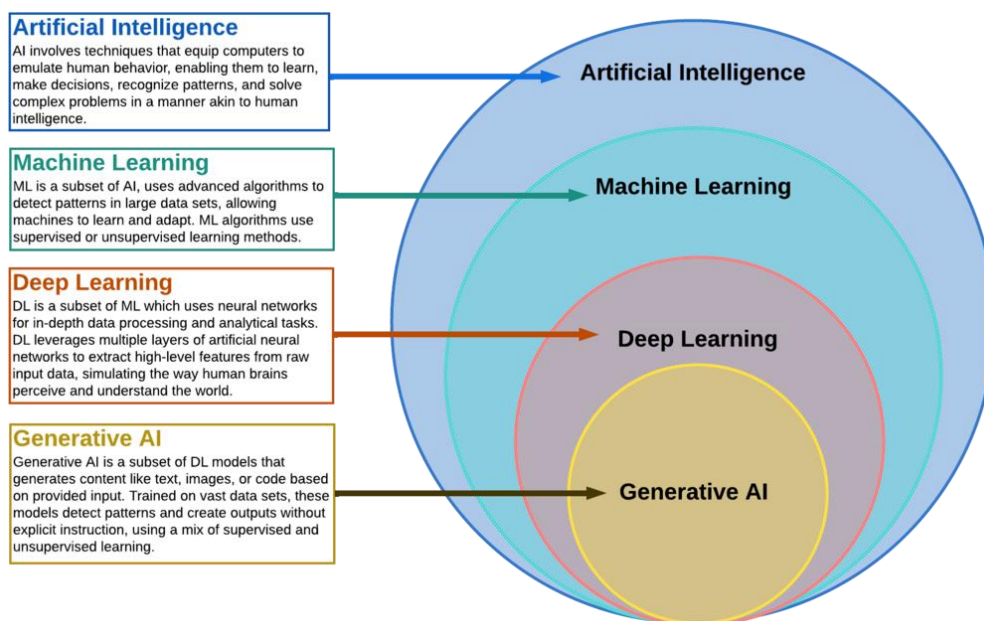 Artificial Intelligence
AI involves techniques that equip computers to
emulate human behavior, enabling them to learn,
make decisions, recognize patterns, and solve
complex problems in a manner akin to human
intelligence.
Machine Learning
ML is a subset of AI, uses advanced algorithms to
detect patterns in large data sets, allowing
machines to learn and adapt. ML algorithms use
supervised or unsupervised learning methods.
Deep Learning
DL is a subset of ML which uses neural networks
for in-depth data processing and analytical tasks.
DL leverages multiple layers of artificial neural
networks to extract high-level features from raw
input data, simulating the way human brains
perceive and understand the world.
Generative AI
Generative AI is a subset of DL models that
generates content like text, images, or code based
on provided input. Trained on vast data sets, these
models detect patterns and create outputs without
explicit instruction, using a mix of supervised and
unsupervised learning.
Artificial Intelligence
Machine Learning
Deep Learning
Generative AI